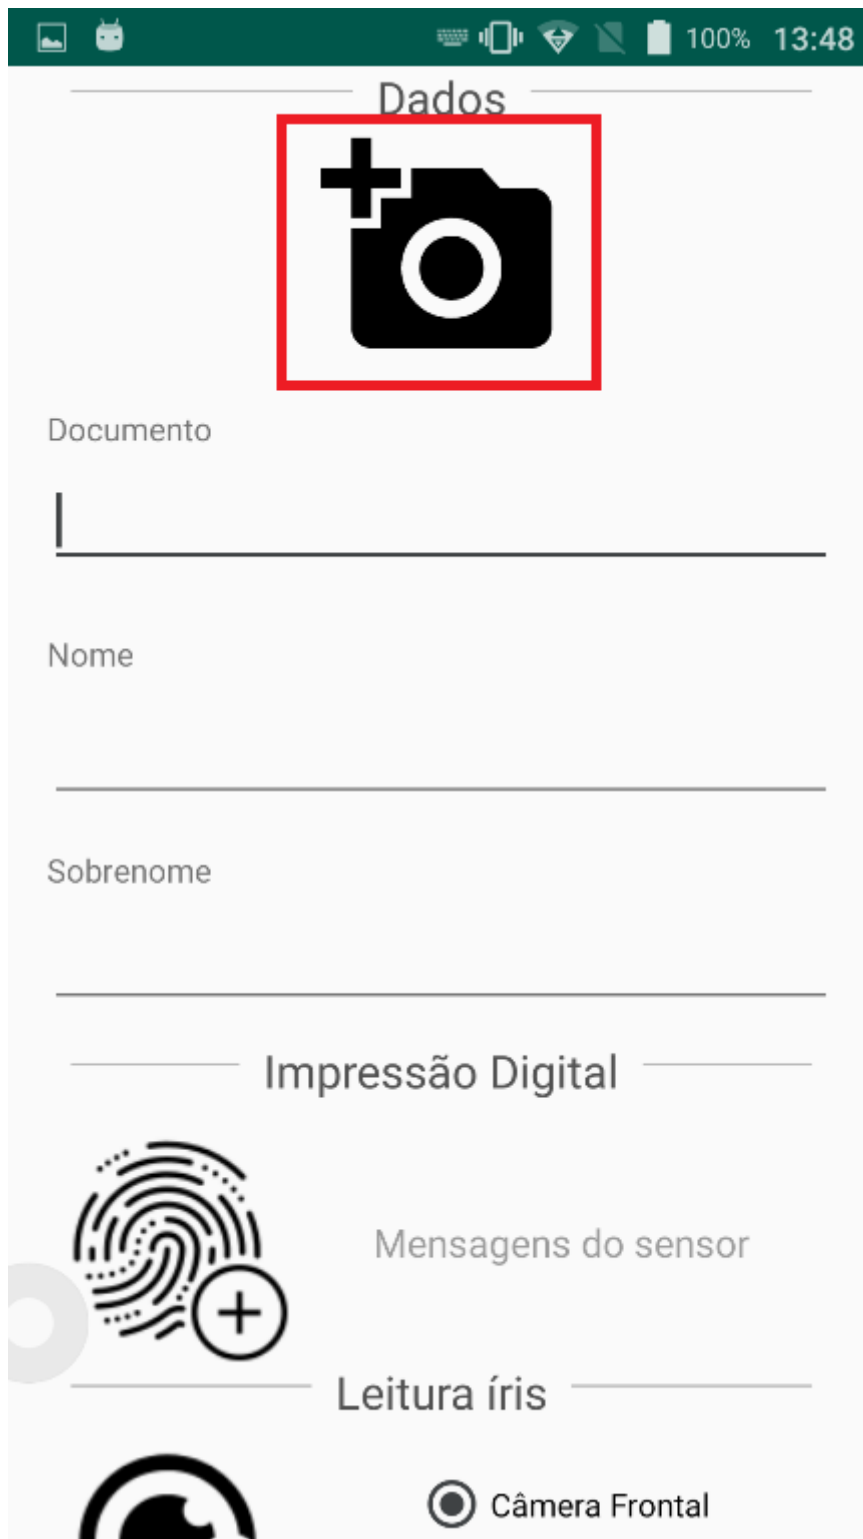 100% 13:48
Dados
Documento
Nome
Sobrenome
Impressão Digital
Mensagens do sensor
Leitura íris
Câmera Frontal